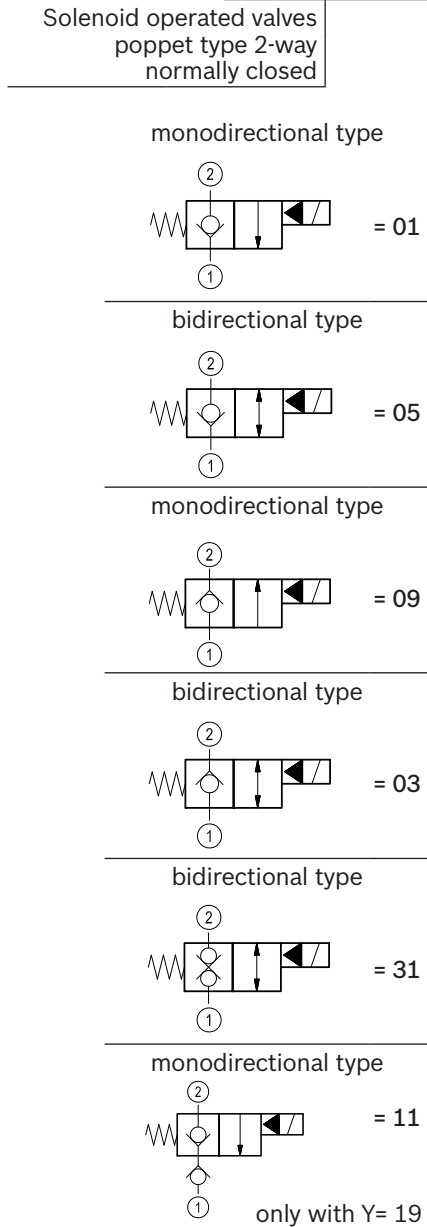 Solenoid operated valves
poppet type 2-way
normally closed
monodirectional type
2
= 01
1
bidirectional type
2
= 05
1
monodirectional type
2
= 09
1
bidirectional type
2
= 03
1
bidirectional type
2
= 31
1
monodirectional type
2
= 11
1
only with Y= 19